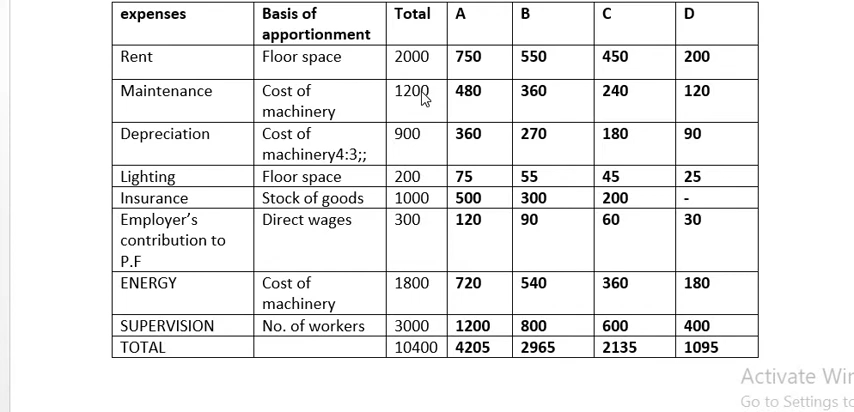 expenses Basis of apportionment Total A B C D
Rent Floor space 2000 750 550 450 200
Maintenance Cost of machinery 1200 480 360 240 120
Depreciation Cost of machinery4:3;; 900 360 270 180 90
Lighting Floor space 200 75 55 45 25
Insurance Stock of goods 1000 500 300 200 -
Employer's contribution to P.F Direct wages 300 120 90 60 30
ENERGY Cost of machinery 1800 720 540 360 180
SUPERVISION No. of workers 3000 1200 800 600 400
TOTAL 10400 4205 2965 2135 1095
Activate Wir
Go to Settings to